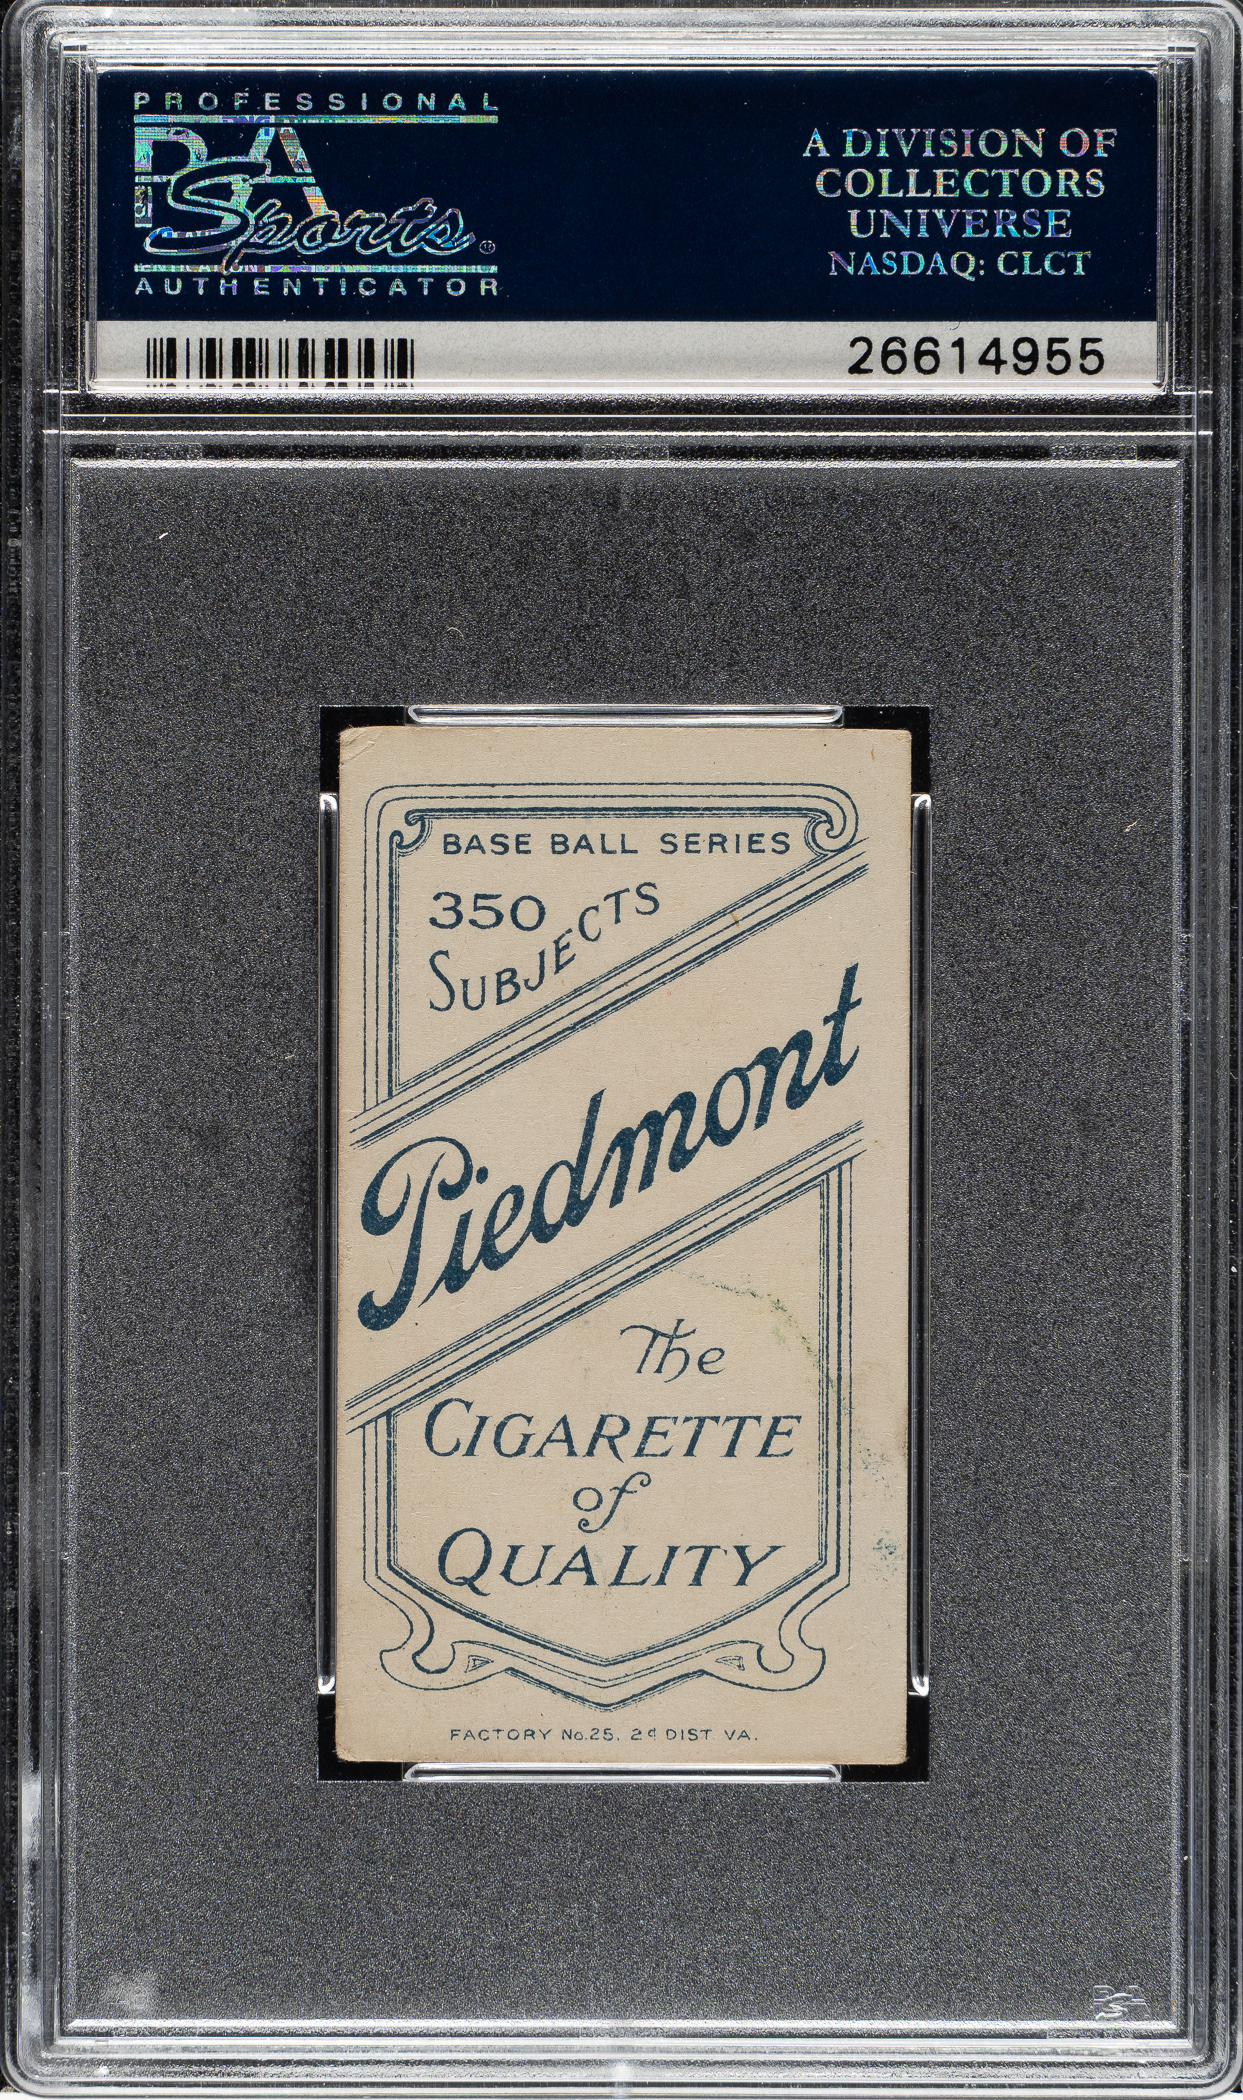 PROFESSIONAL
PSA
Sports
AUTHENTICATOR
A DIVISION OF
COLLECTORS
UNIVERSE
NASDAQ: CLCT
26614955
BASE BALL SERIES
350
SUBJECTS
Piedmont
The
CIGARETTE
of
QUALITY
FACTORY No.25, 2d DIST. VA.